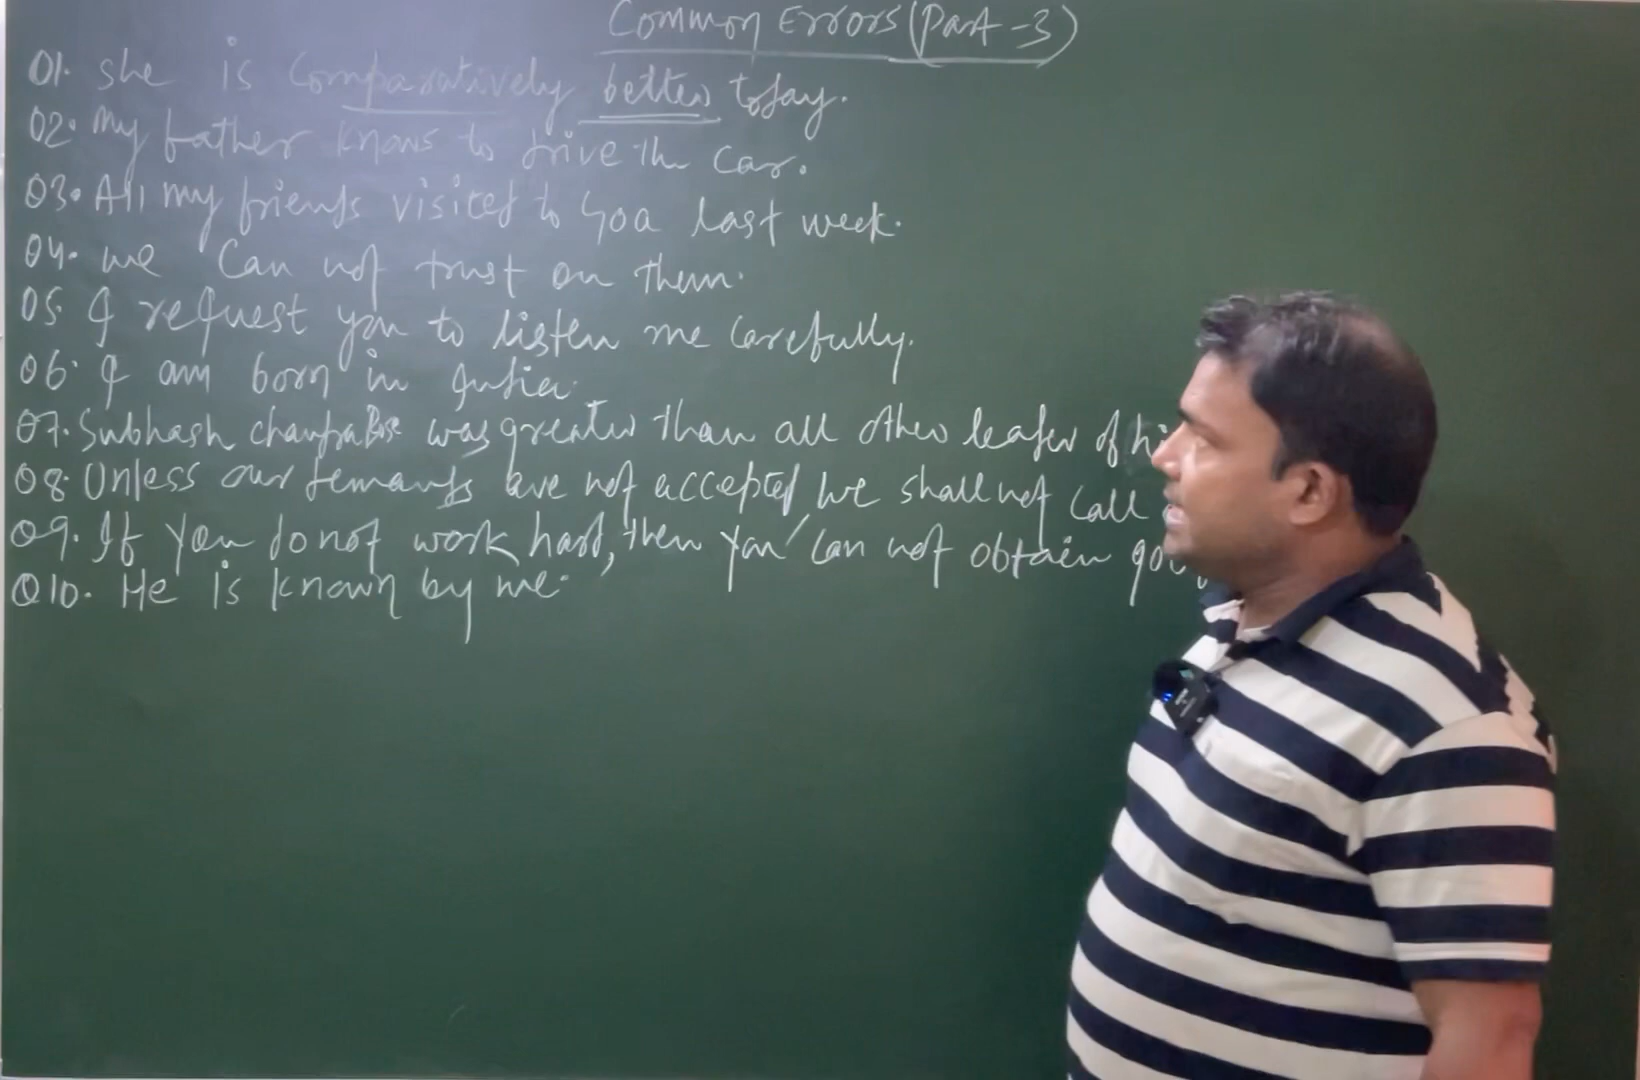 Common Errors (Part-3)
01. She is Comparatively better today.
02. My father knows to drive the car.
03. All my friends visited to Goa last week.
04. we Can not trust on them.
05. I request you to listen me carefully.
06. I am born in India.
07. Subhash chandra Bose was greater than all other leader of
08. Unless our demands are not accepted, we shall not call
09. If you do not work hard, then you can not obtain
Q10. He is known by me.